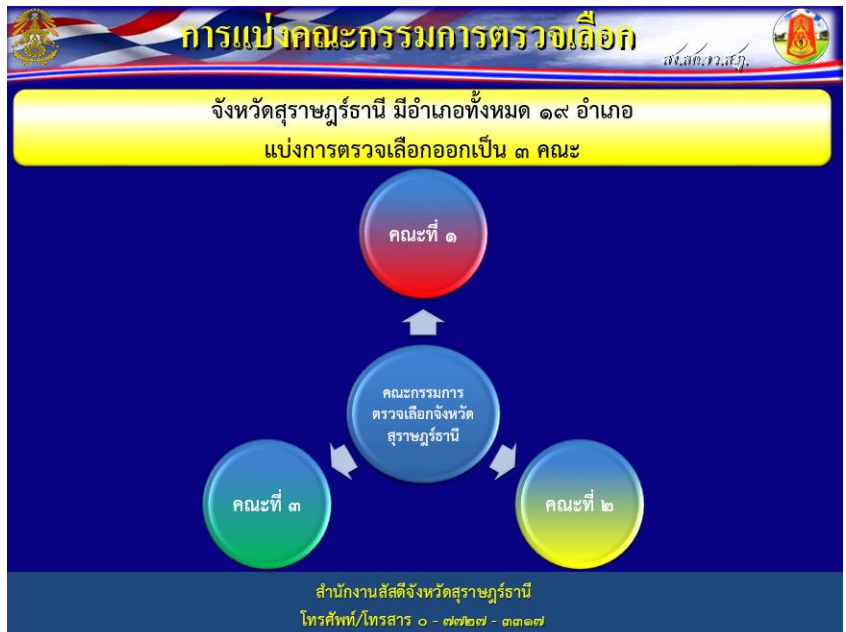 การแบ่งคณะกรรมการตรวจเลือก
สง.สด.จว.สฎ.
จังหวัดสุราษฎร์ธานี มีอำเภอทั้งหมด ๑๙ อำเภอ
แบ่งการตรวจเลือกออกเป็น ๓ คณะ
คณะที่ ๑
คณะกรรมการ
ตรวจเลือกจังหวัด
สุราษฎร์ธานี
คณะที่ ๓
คณะที่ ๒
สำนักงานสัสดีจังหวัดสุราษฎร์ธานี
โทรศัพท์/โทรสาร ๐ - ๗๗๒๗ - ๓๓๑๗